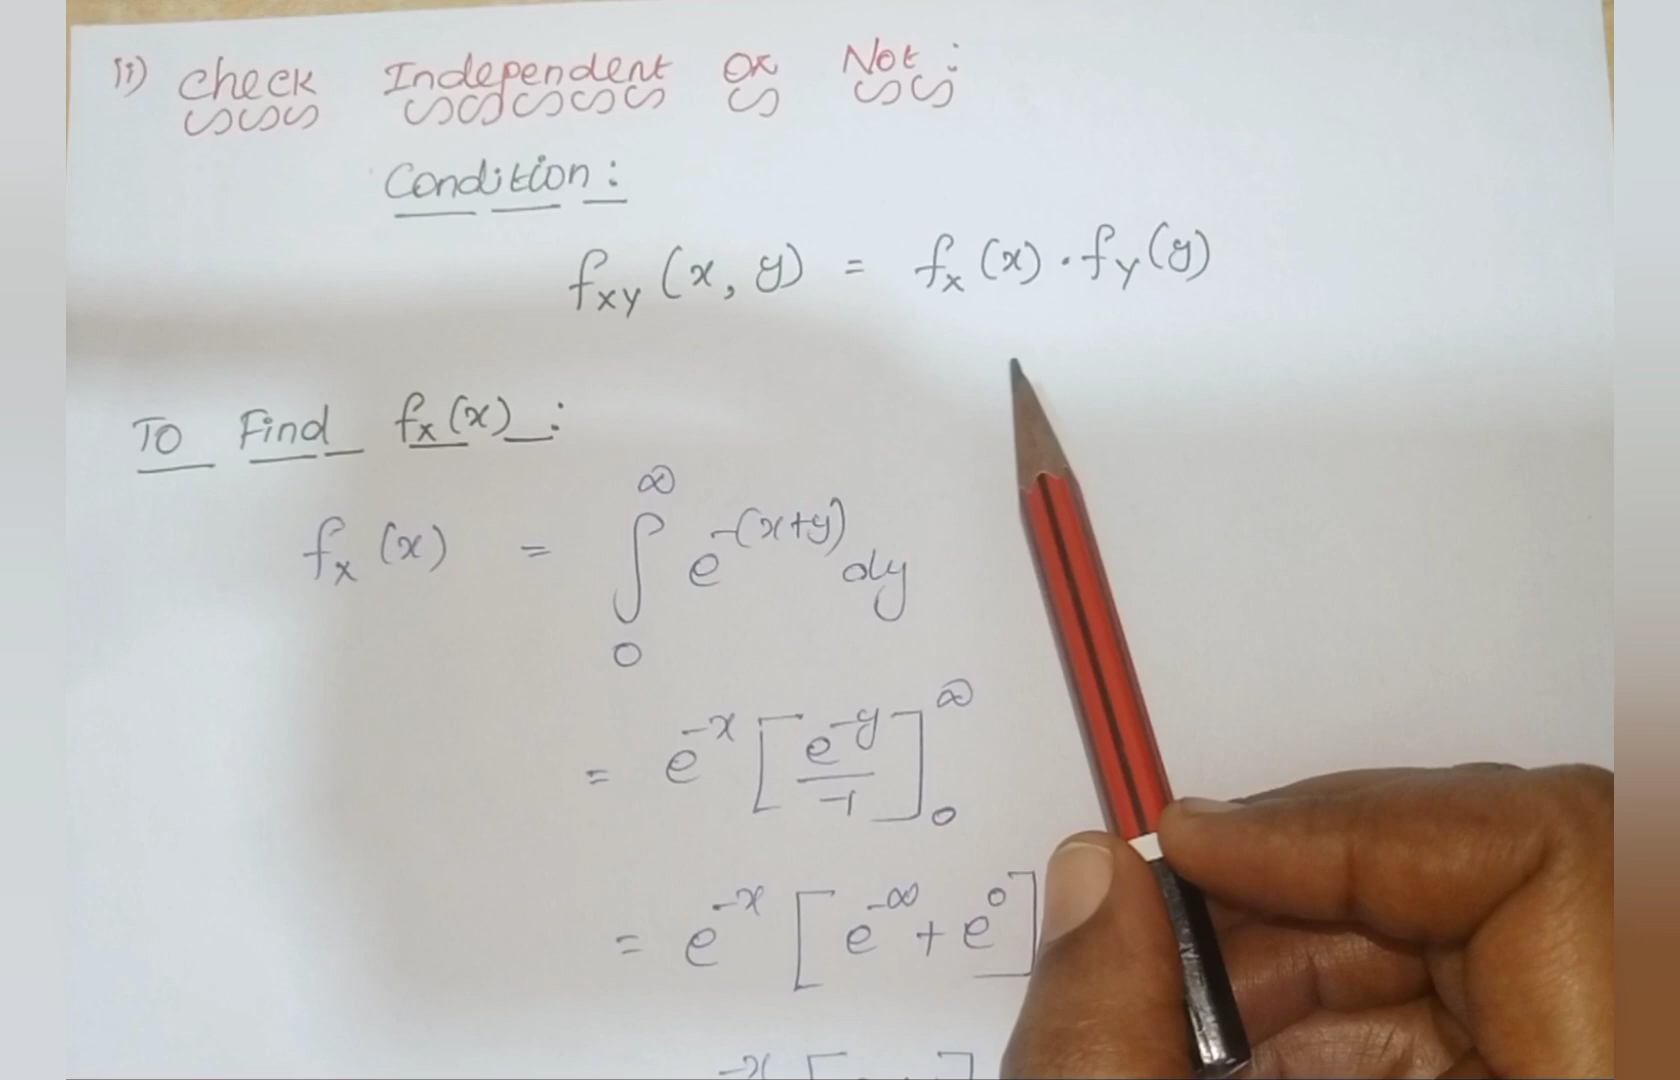 ii) Check Independent or Not:
Condition:
fxy (x, y) = fx (x) . fy (y)
To Find fx (x) :
fx (x) = ∫₀^∞ e^-(x+y) dy
= e^-x [e^-y / -1]₀^∞
= e^-x [e^-∞ + e^0]